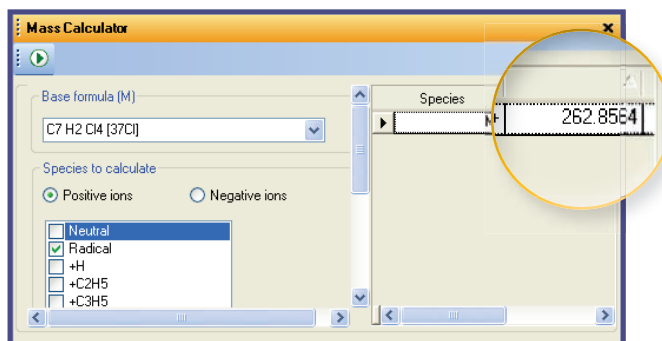 Mass Calculator
Base formula (M)
C7 H2 Cl4 [37Cl]
Species to calculate
Positive ions
Negative ions
Neutral
Radical
+H
+C2H5
+C3H5
Species
M+
262.8564